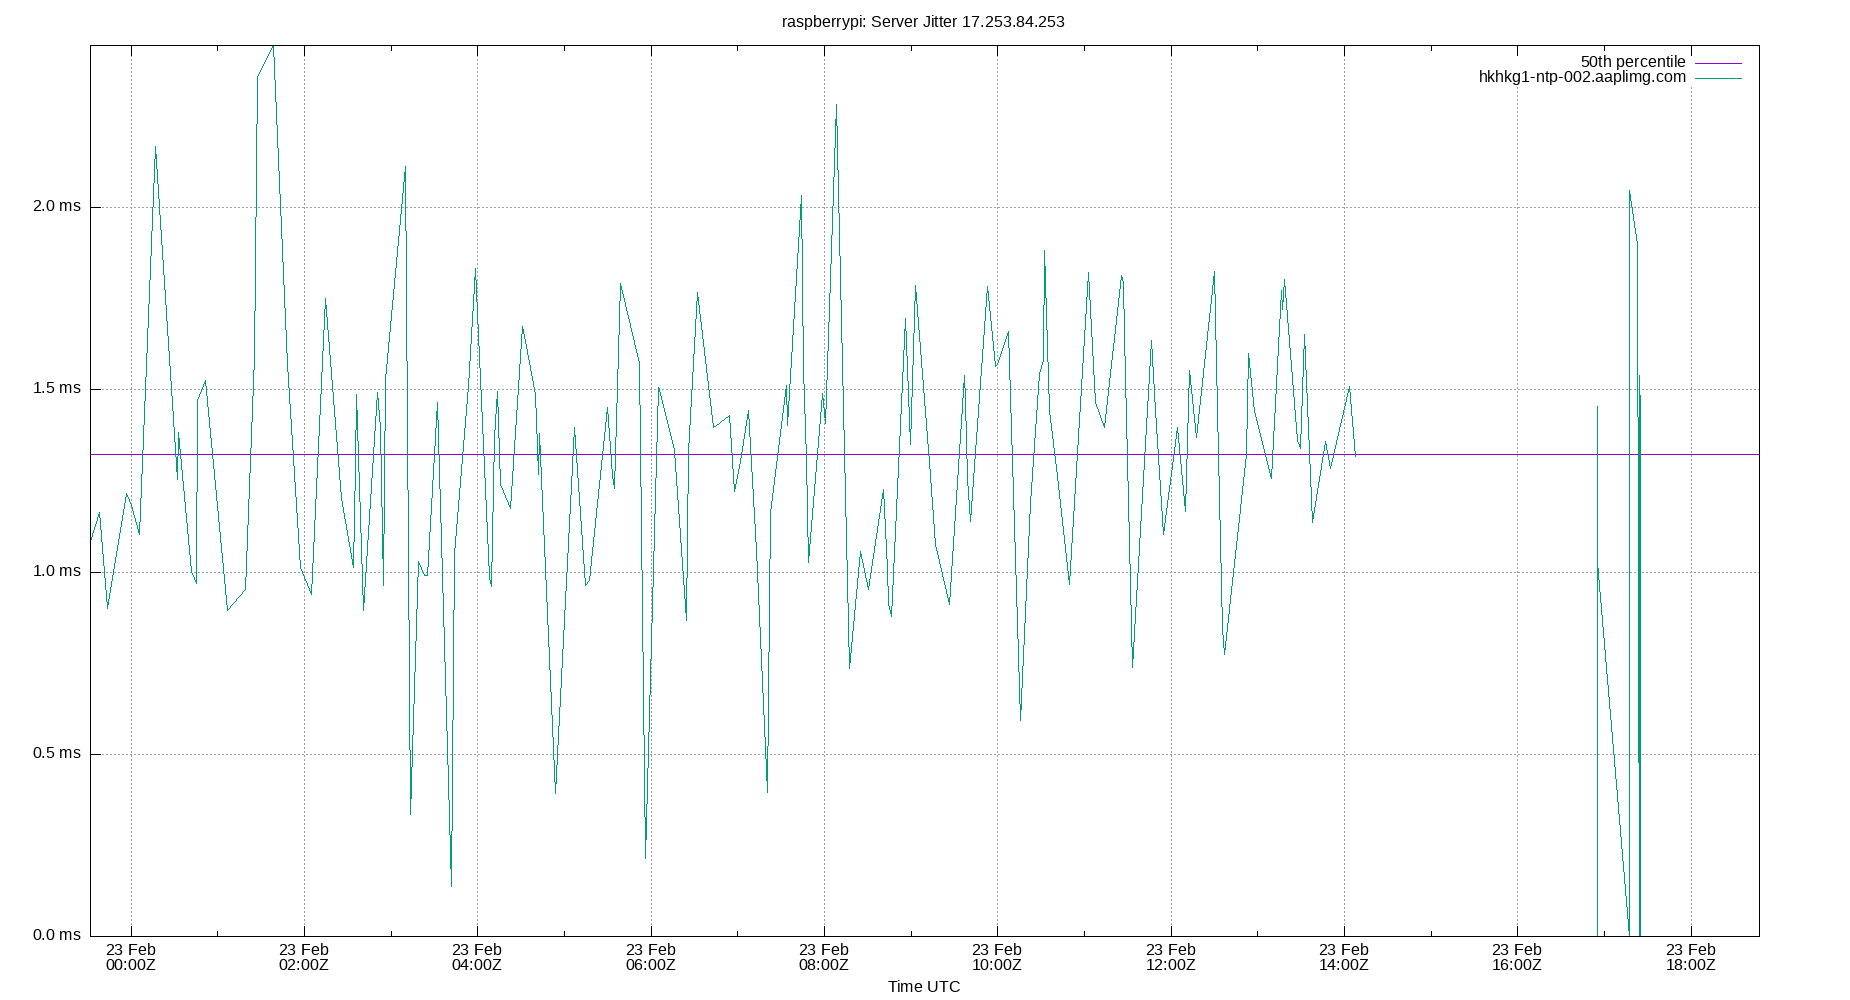 raspberrypi: Server Jitter 17.253.84.253
50th percentile
hkhkg1-ntp-002.aaplimg.com
2.0 ms
1.5 ms
1.0 ms
0.5 ms
0.0 ms
23 Feb 23 Feb 23 Feb 23 Feb 23 Feb 23 Feb 23 Feb 23 Feb 23 Feb 23 Feb
00:00Z 02:00Z 04:00Z 06:00Z 08:00Z 10:00Z 12:00Z 14:00Z 16:00Z 18:00Z
Time UTC